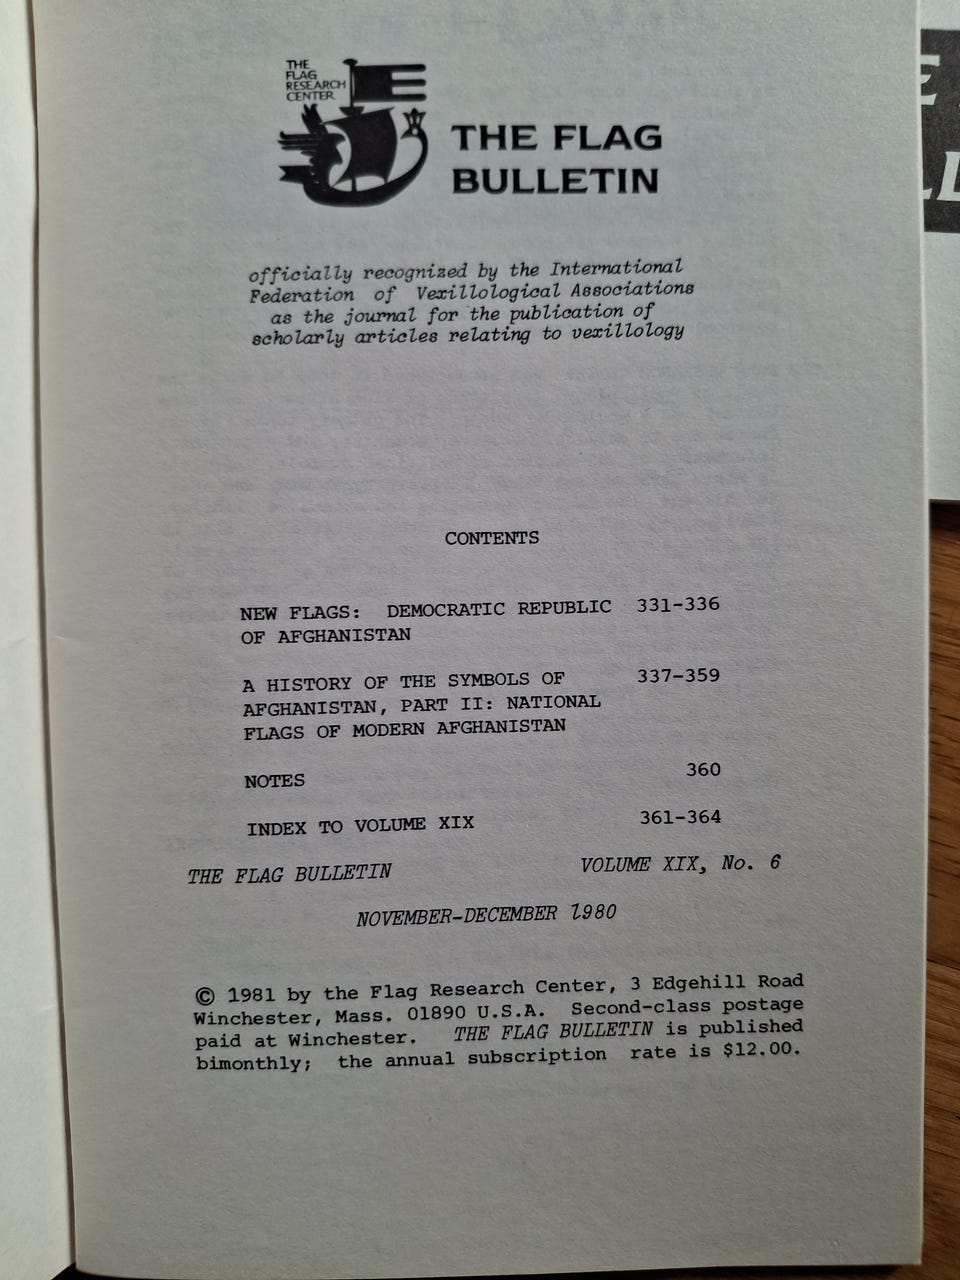 THE
FLAG
RESEARCH
CENTER
THE FLAG
BULLETIN
officially recognized by the International
Federation of Vexillological Associations
as the journal for the publication of
scholarly articles relating to vexillology
CONTENTS
NEW FLAGS: DEMOCRATIC REPUBLIC 331-336
OF AFGHANISTAN
A HISTORY OF THE SYMBOLS OF 337-359
AFGHANISTAN, PART II: NATIONAL
FLAGS OF MODERN AFGHANISTAN
NOTES 360
INDEX TO VOLUME XIX 361-364
THE FLAG BULLETIN VOLUME XIX, No. 6
NOVEMBER-DECEMBER 1980
© 1981 by the Flag Research Center, 3 Edgehill Road
Winchester, Mass. 01890 U.S.A. Second-class postage
paid at Winchester. THE FLAG BULLETIN is published
bimonthly; the annual subscription rate is $12.00.